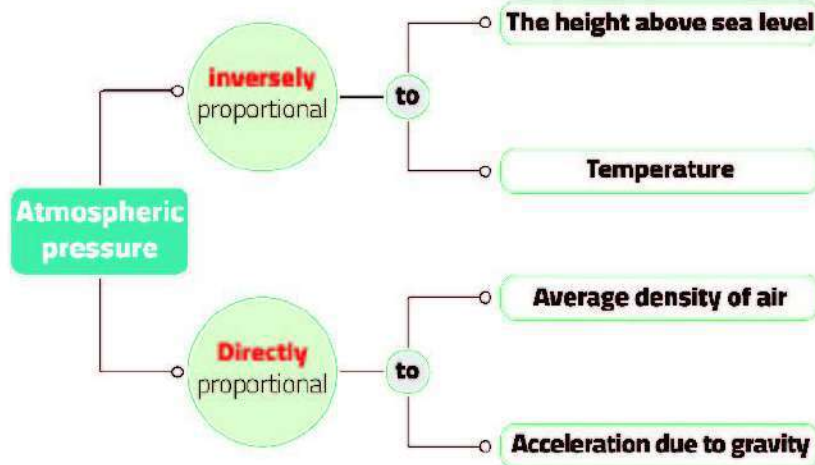 Atmospheric
pressure
inversely
proportional
to
The height above sea level
Temperature
Directly
proportional
to
Average density of air
Acceleration due to gravity